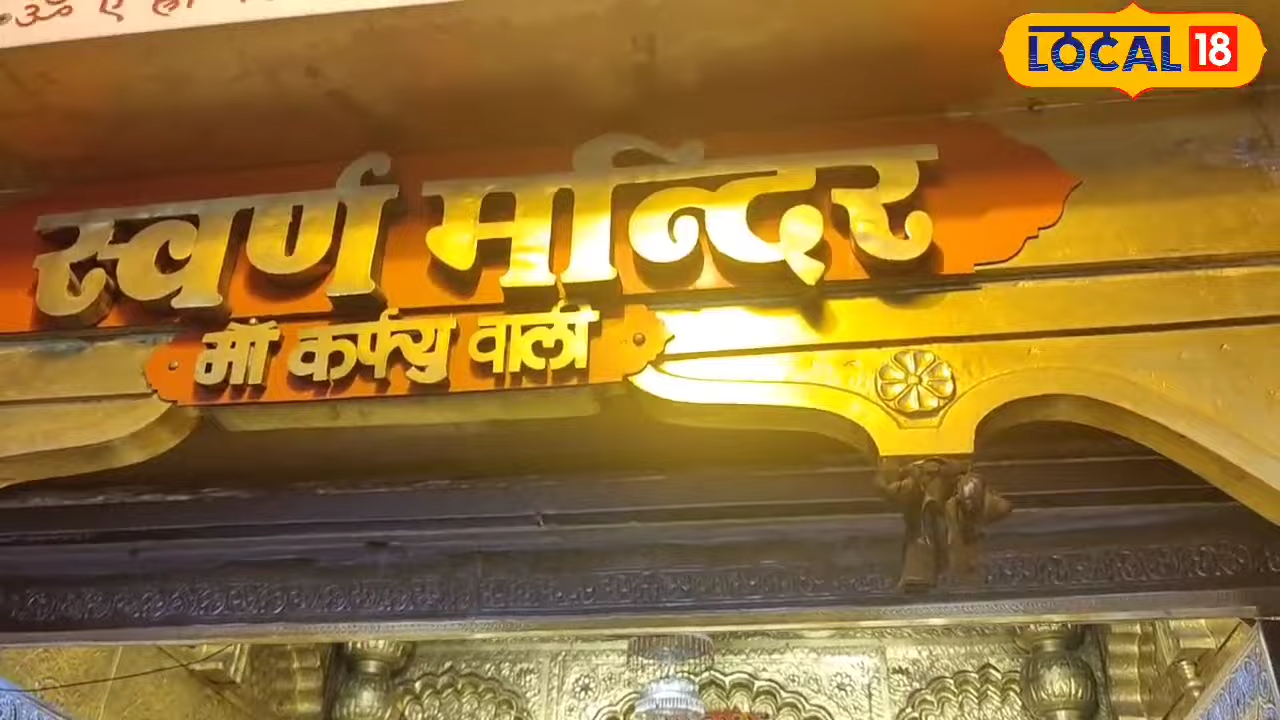 ॐ ऐं
LOCAL 18
स्वर्ण मन्दिर
माँ कर्फ्यु वाली